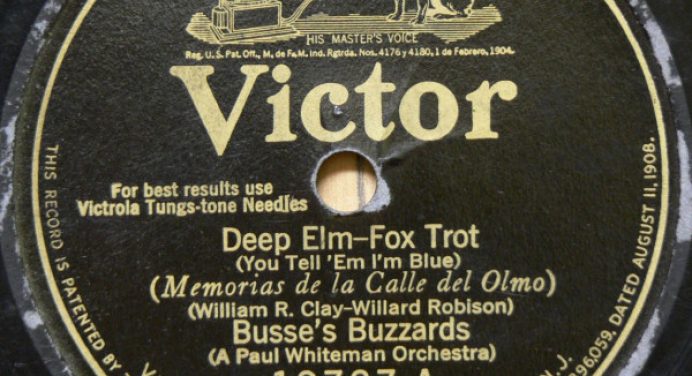 HIS MASTER'S VOICE
Reg. U.S. Pat. Off., M. de F. a M. Ind. Rgtrda. Nos. 4176 y 4180, 1 de Febrero, 1904.
Victor
For best results use
Victrola Tungs-tone Needles
Deep Elm–Fox Trot
(You Tell 'Em I'm Blue)
(Memorias de la Calle del Olmo)
(William R. Clay-Willard Robison)
Busse's Buzzards
(A Paul Whiteman Orchestra)
THIS RECORD IS PATENTED BY
N. J.
196,059, DATED AUGUST 11, 1908.